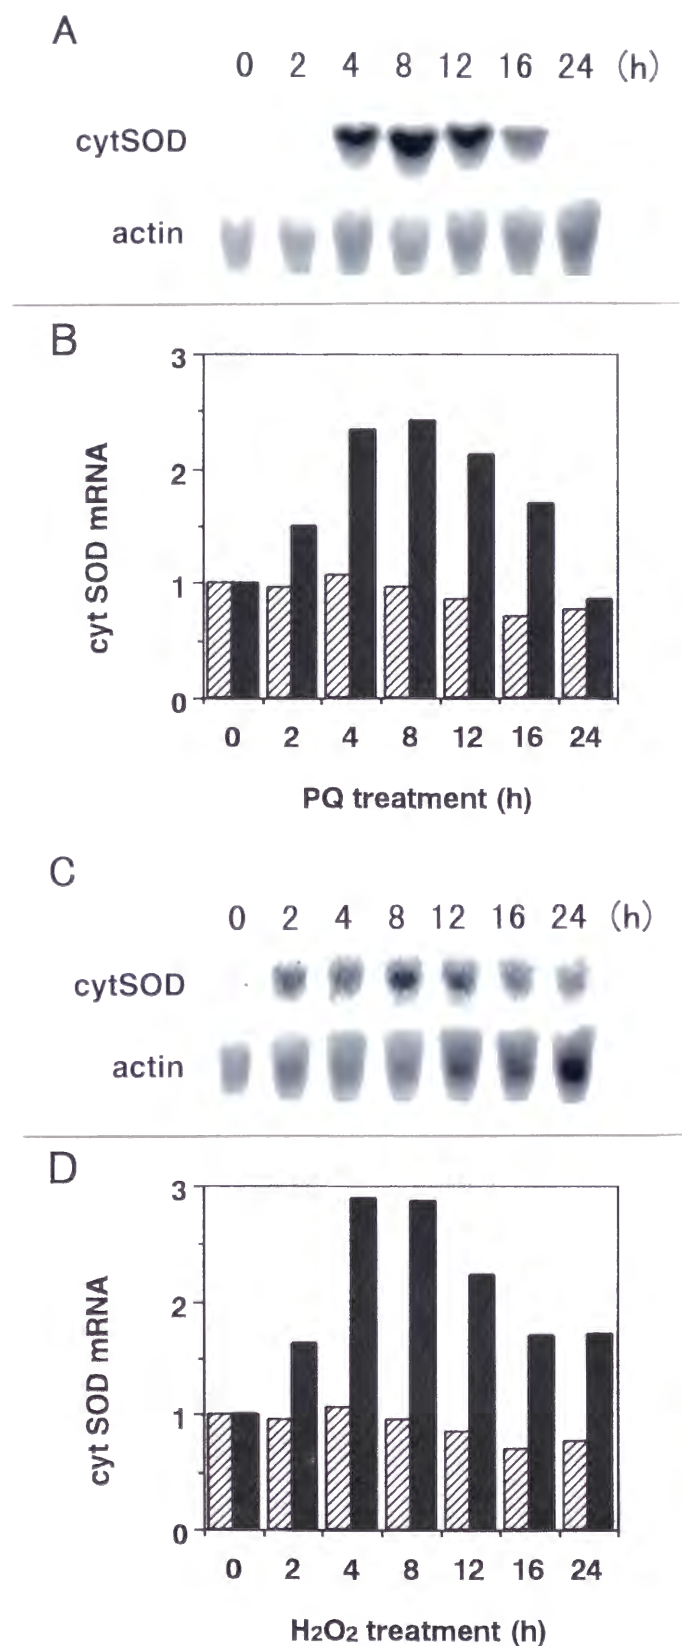 A
0 2 4 8 12 16 24 (h)
cytSOD
actin
B
3
2
1
0
cyt SOD mRNA
0 2 4 8 12 16 24
PQ treatment (h)
C
0 2 4 8 12 16 24 (h)
cytSOD
actin
D
3
2
1
0
cyt SOD mRNA
0 2 4 8 12 16 24
H2O2 treatment (h)